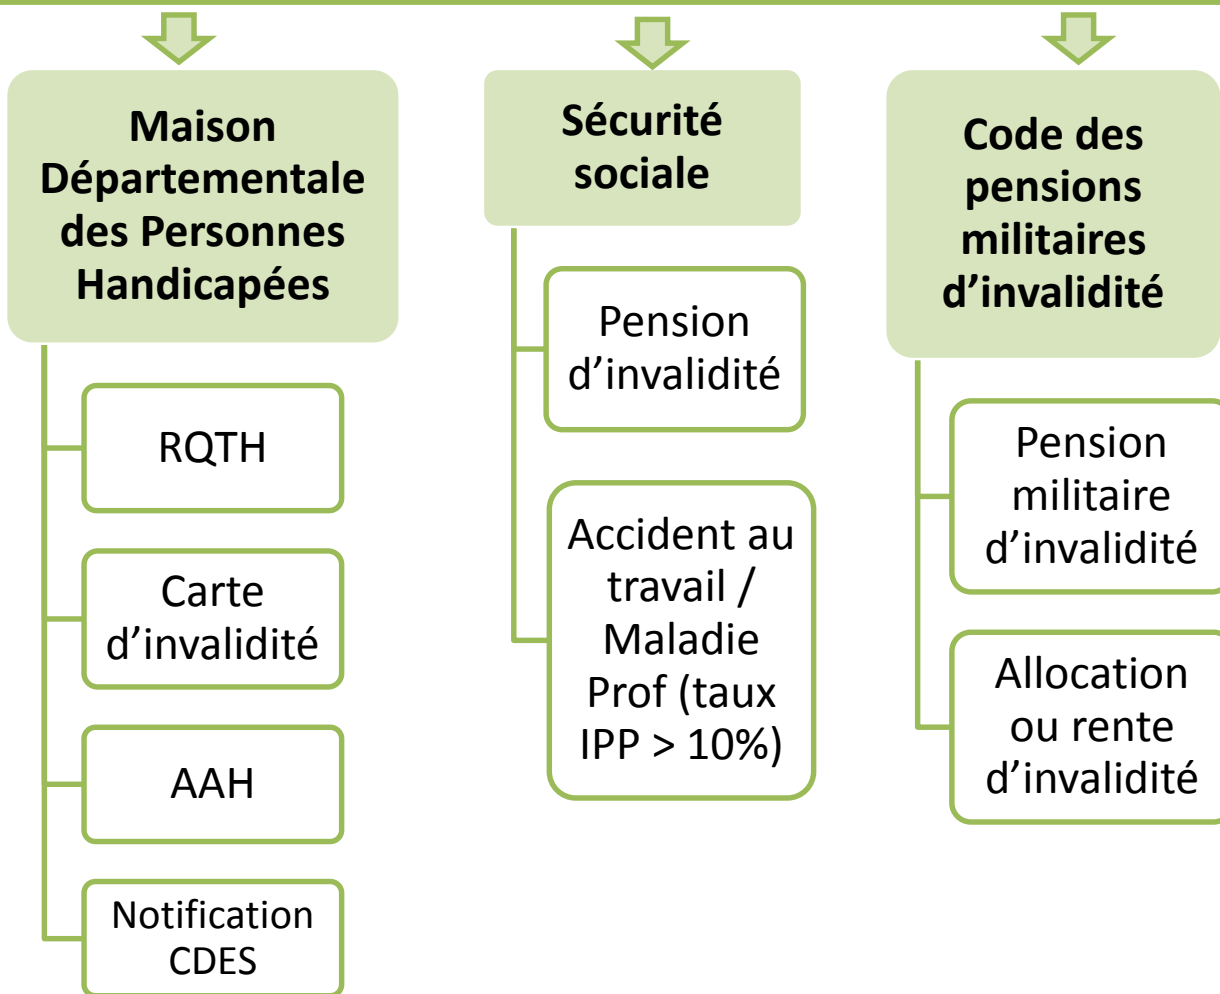 Maison
Départementale
des Personnes
Handicapées
RQTH
Carte
d’invalidité
AAH
Notification
CDES
Sécurité
sociale
Pension
d’invalidité
Accident au
travail /
Maladie
Prof (taux
IPP > 10%)
Code des
pensions
militaires
d’invalidité
Pension
militaire
d’invalidité
Allocation
ou rente
d’invalidité